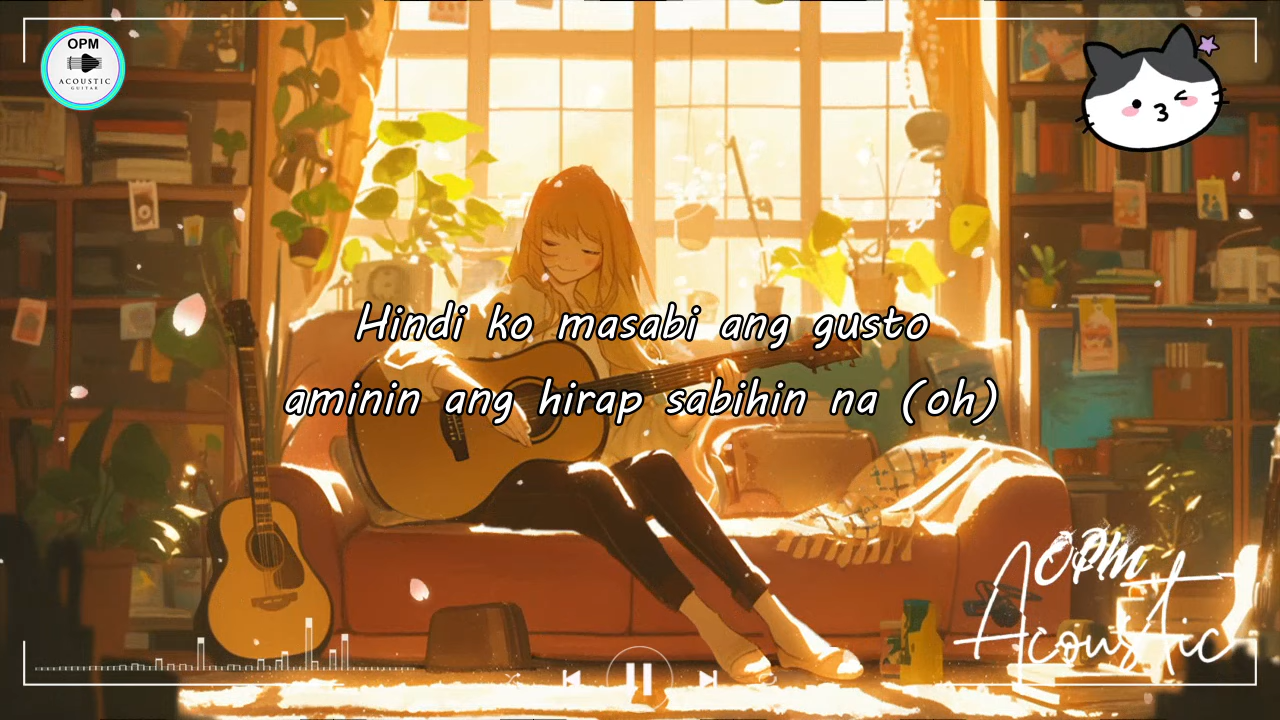 OPM
ACOUSTIC
GUITAR
Hindi ko masabi ang gusto
aminin ang hirap sabihin na (oh)
OPM
Acoustic